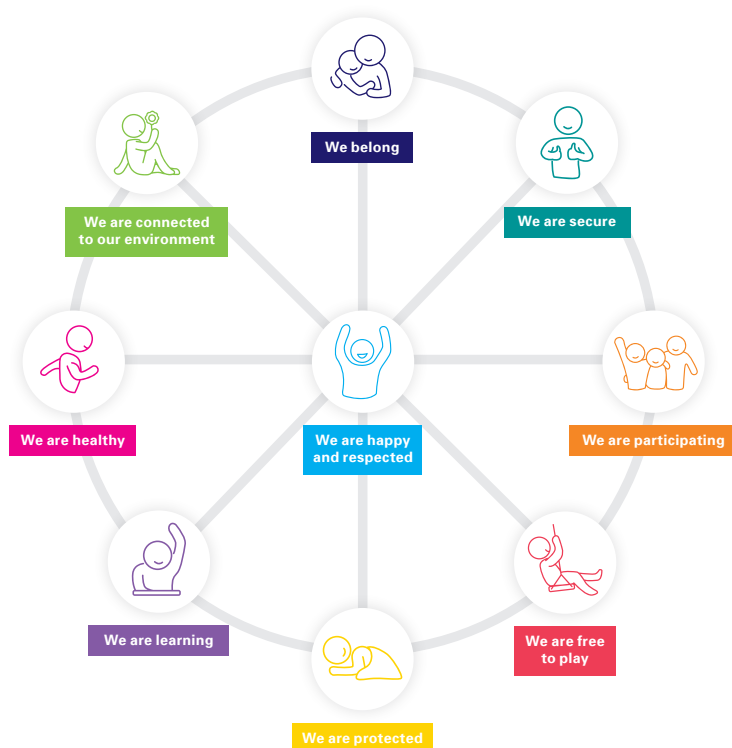 We belong
We are connected
to our environment
We are secure
We are healthy
We are happy
and respected
We are participating
We are learning
We are free
to play
We are protected